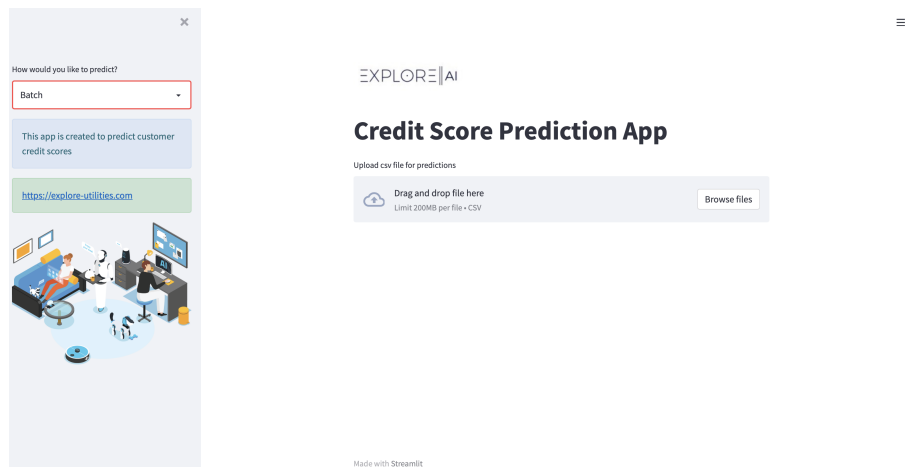 How would you like to predict?
Batch
This app is created to predict customer
credit scores
https://explore-utilities.com
AI
EXPLORE AI
Credit Score Prediction App
Upload csv file for predictions
Drag and drop file here
Limit 200MB per file • CSV
Browse files
Made with Streamlit